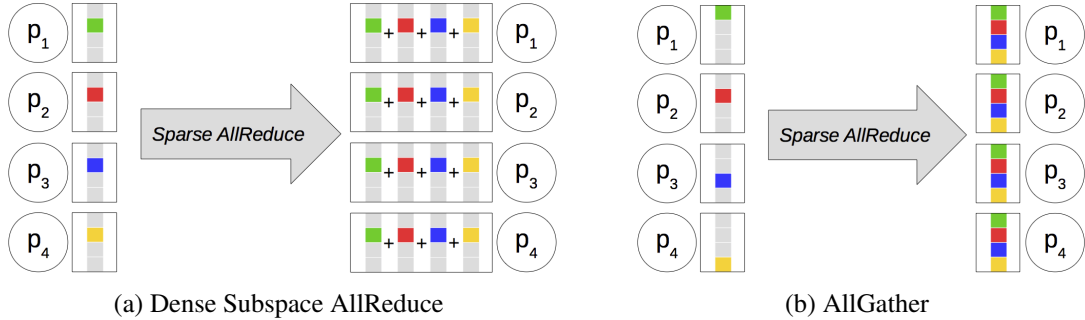 p1 + + + p1
p2 + + + p2
Sparse AllReduce
p3 + + + p3
p4 + + + p4
(a) Dense Subspace AllReduce
p1 p1
p2 p2
Sparse AllReduce
p3 p3
p4 p4
(b) AllGather